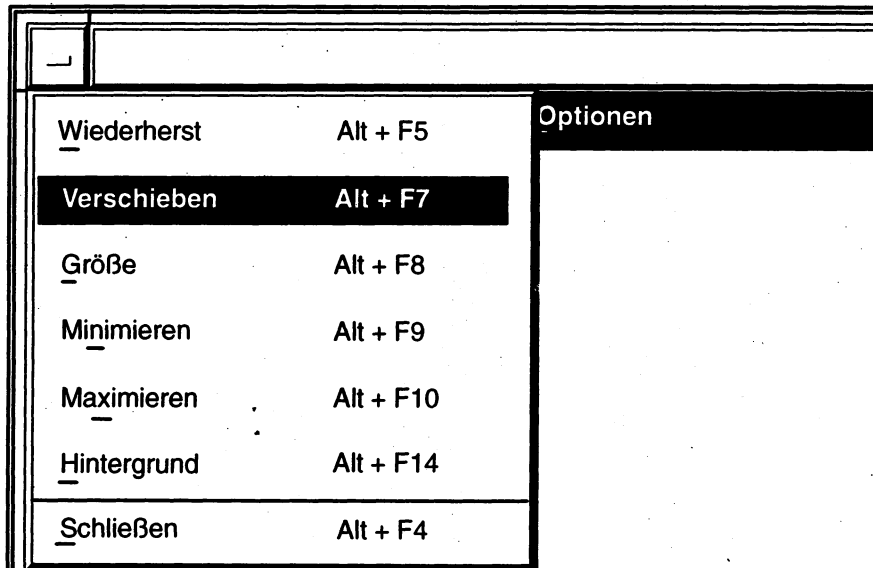 Optionen
Wiederherst Alt + F5
Verschieben Alt + F7
Größe Alt + F8
Minimieren Alt + F9
Maximieren Alt + F10
Hintergrund Alt + F14
Schließen Alt + F4